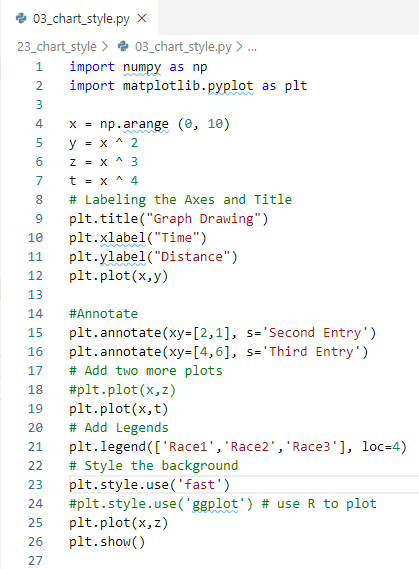 03_chart_style.py ×
23_chart_style > 03_chart_style.py > ...
1 import numpy as np
2 import matplotlib.pyplot as plt
3
4 x = np.arange (0, 10)
5 y = x ^ 2
6 z = x ^ 3
7 t = x ^ 4
8 # Labeling the Axes and Title
9 plt.title("Graph Drawing")
10 plt.xlabel("Time")
11 plt.ylabel("Distance")
12 plt.plot(x,y)
13
14 #Annotate
15 plt.annotate(xy=[2,1], s='Second Entry')
16 plt.annotate(xy=[4,6], s='Third Entry')
17 # Add two more plots
18 #plt.plot(x,z)
19 plt.plot(x,t)
20 # Add Legends
21 plt.legend(['Race1','Race2','Race3'], loc=4)
22 # Style the background
23 plt.style.use('fast')
24 #plt.style.use('ggplot') # use R to plot
25 plt.plot(x,z)
26 plt.show()
27